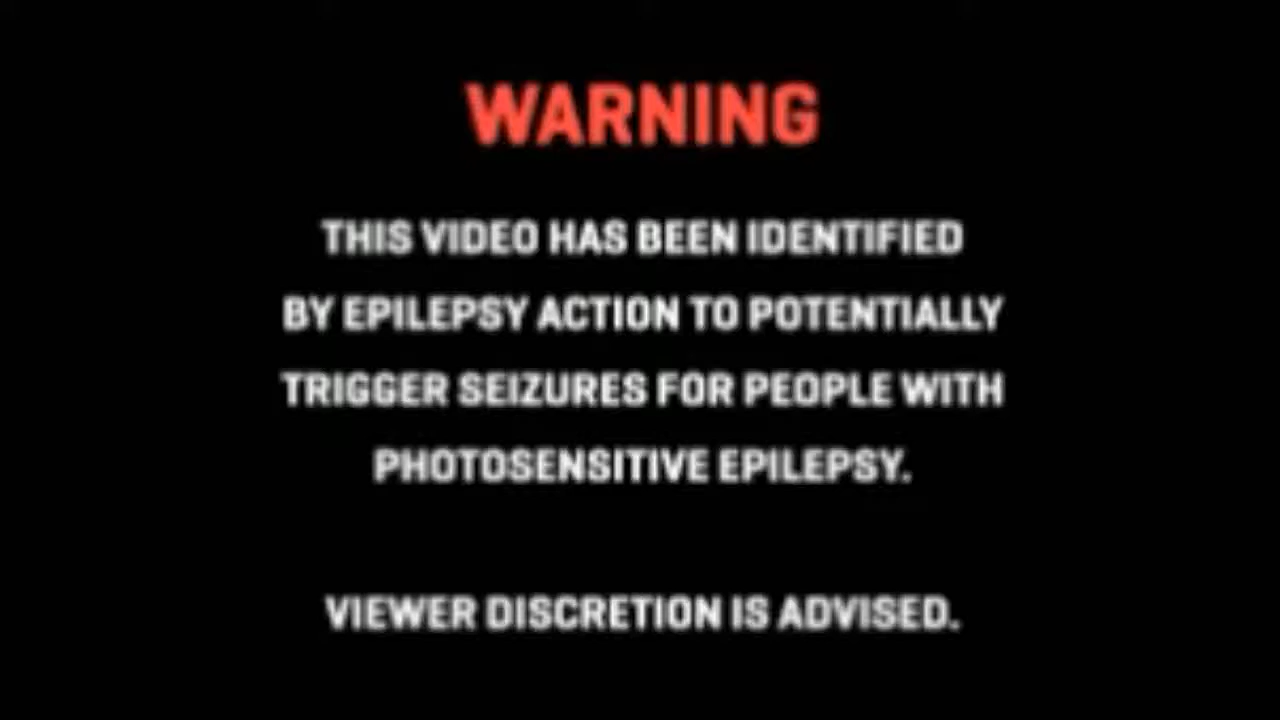 WARNING
THIS VIDEO HAS BEEN IDENTIFIED
BY EPILEPSY ACTION TO POTENTIALLY
TRIGGER SEIZURES FOR PEOPLE WITH
PHOTOSENSITIVE EPILEPSY.
VIEWER DISCRETION IS ADVISED.